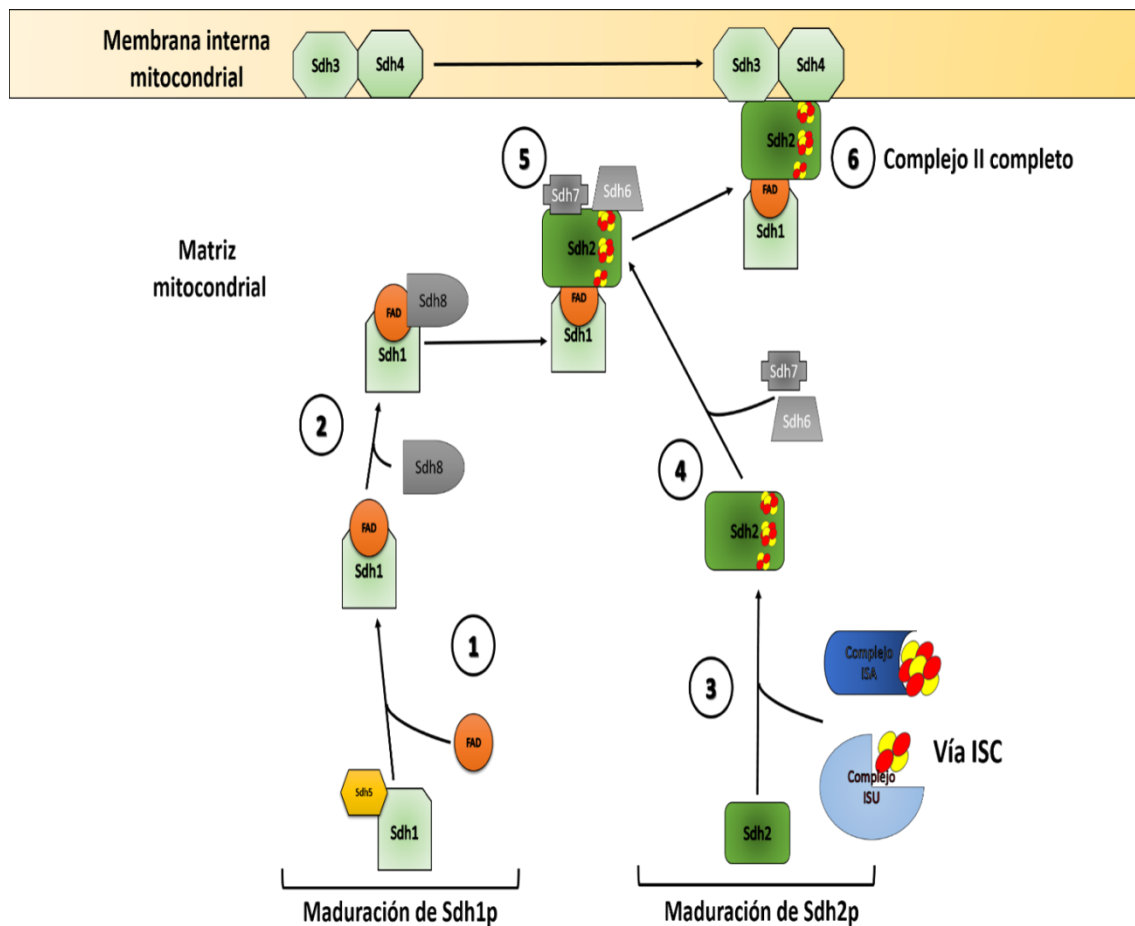 Membrana interna
mitocondrial
Sdh3
Sdh4
Sdh3
Sdh4
Sdh2
FAD
Sdh1
6
Complejo II completo
5
Sdh7
Sdh6
Sdh2
FAD
Sdh1
Matriz
mitocondrial
FAD
Sdh8
Sdh1
2
Sdh8
Sdh7
Sdh6
4
FAD
Sdh1
Sdh2
1
FAD
3
Complejo
ISA
Vía ISC
Complejo
ISU
Sdh5
Sdh1
Sdh2
Maduración de Sdh1p
Maduración de Sdh2p